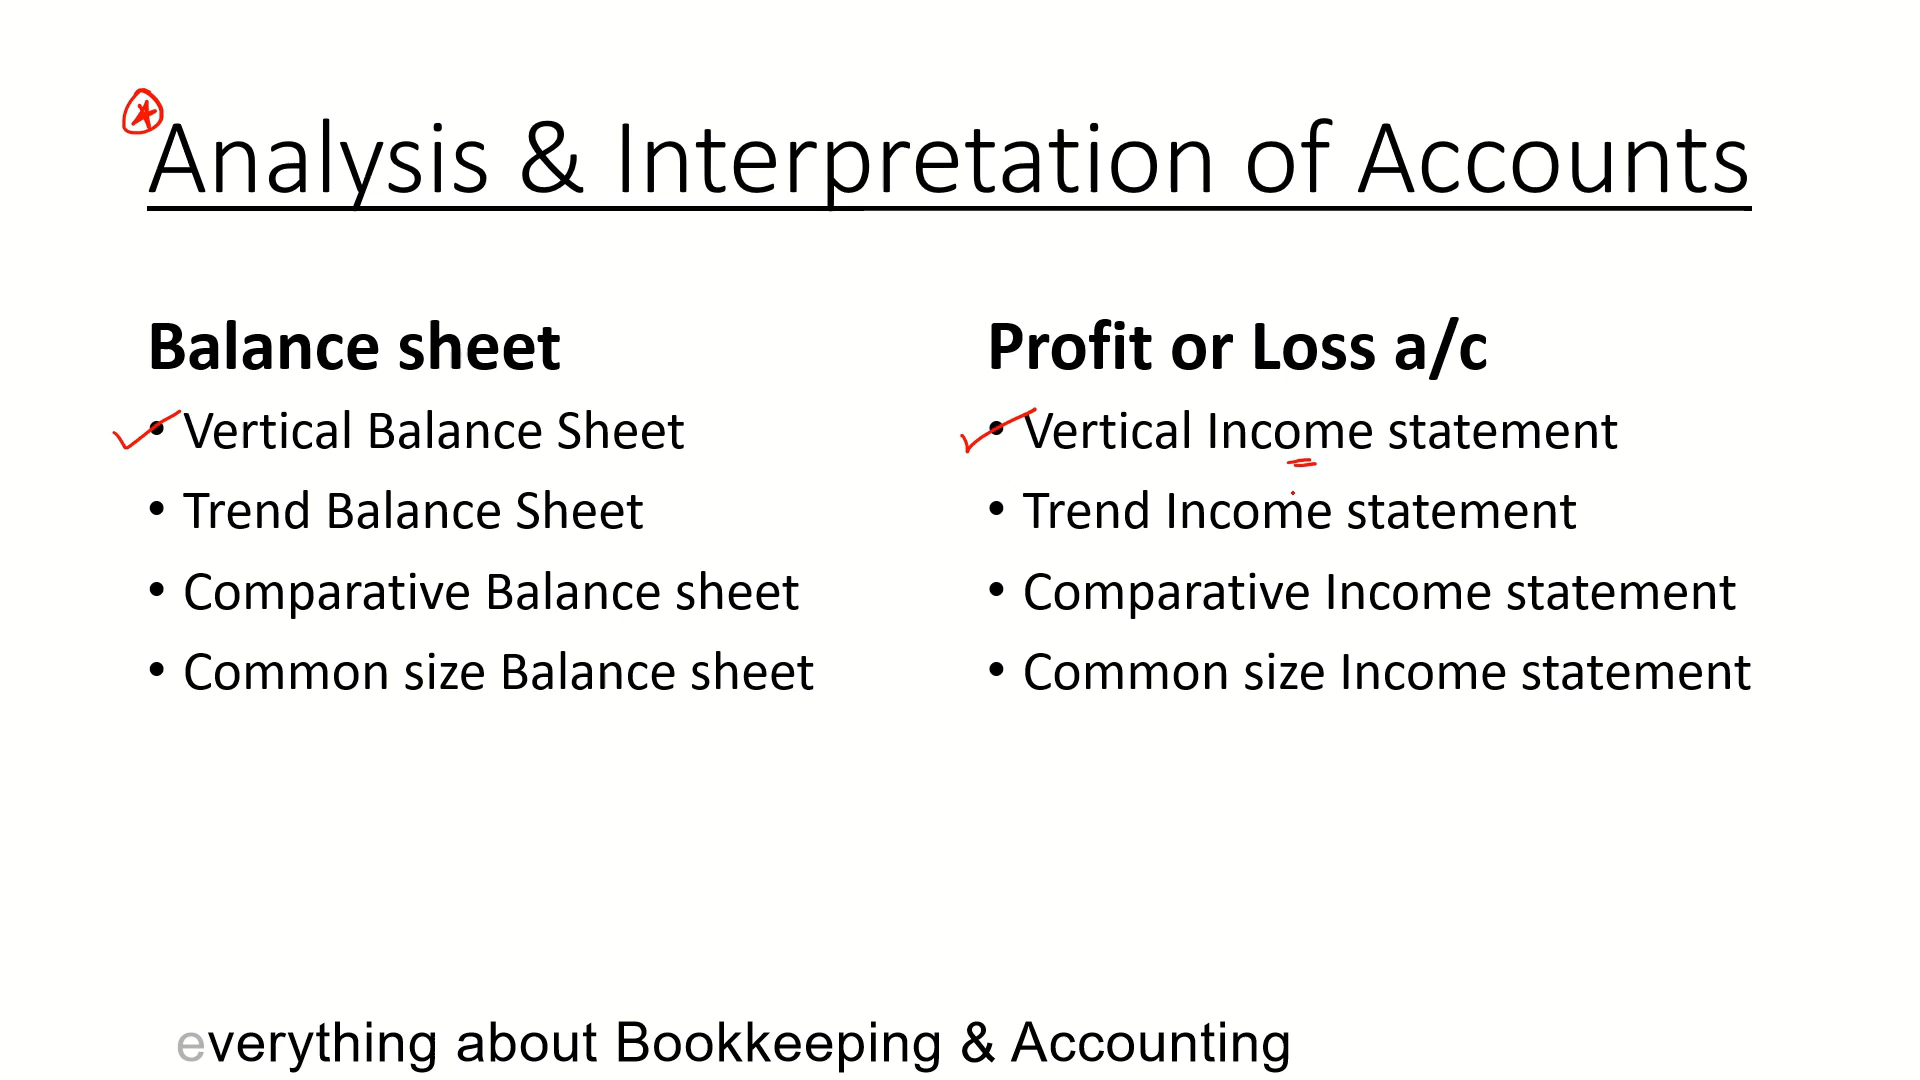 Analysis & Interpretation of Accounts
Balance sheet
• Vertical Balance Sheet
• Trend Balance Sheet
• Comparative Balance sheet
• Common size Balance sheet
Profit or Loss a/c
• Vertical Income statement
• Trend Income statement
• Comparative Income statement
• Common size Income statement
everything about Bookkeeping & Accounting